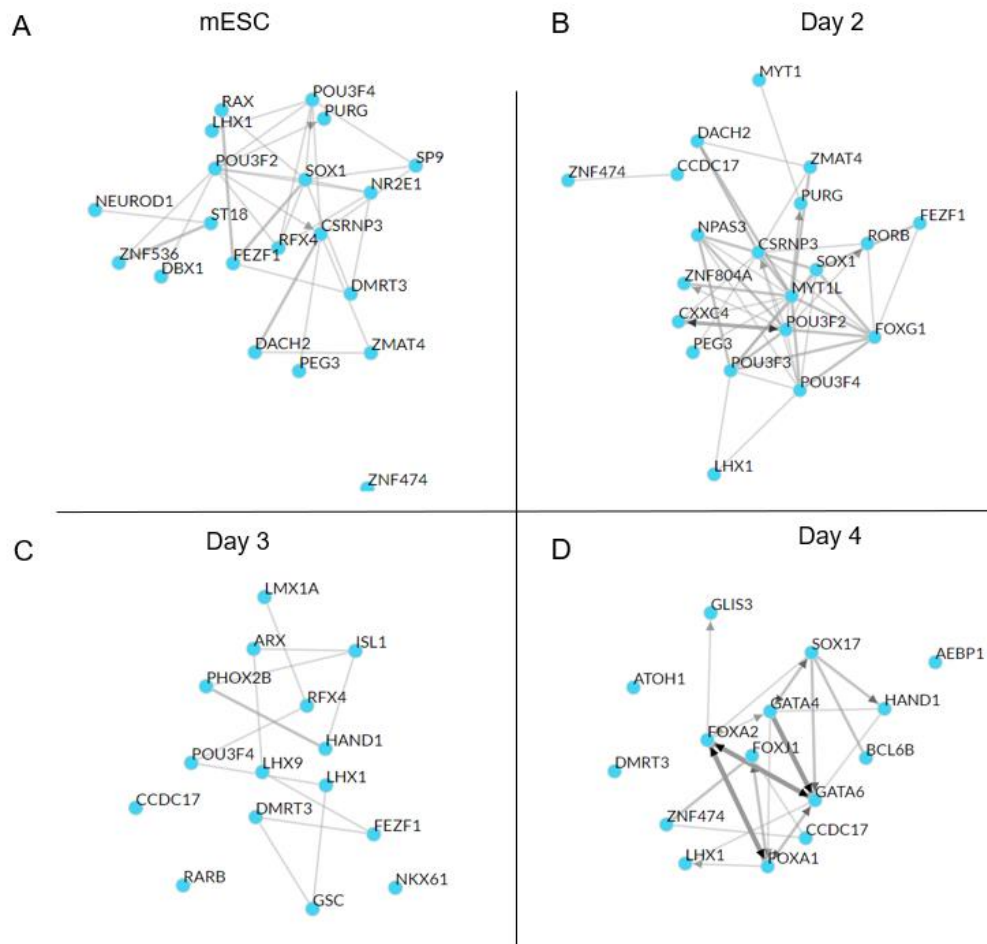 A
mESC
RAX
POU3F4
LHX1
PURG
POU3F2
SOX1
SP9
NR2E1
NEUROD1
ST18
CSRNP3
ZNF536
DBX1
FEZF1
RFX4
DMRT3
DACH2
ZMAT4
PEG3
ZNF474
B
Day 2
MYT1
DACH2
ZNF474
CCDC17
ZMAT4
PURG
NPAS3
FEZF1
CSRNP3
RORB
SOX1
ZNF804A
MYT1L
CXXC4
POU3F2
FOXG1
PEG3
POU3F3
POU3F4
LHX1
C
Day 3
LMX1A
ARX
ISL1
PHOX2B
RFX4
HAND1
POU3F4
LHX9
LHX1
CCDC17
DMRT3
FEZF1
RARB
NKX61
GSC
D
Day 4
GLIS3
SOX17
AEBP1
ATOH1
GATA4
HAND1
FOXA2
FOXJ1
BCL6B
DMRT3
GATA6
ZNF474
CCDC17
LHX1
FOXA1